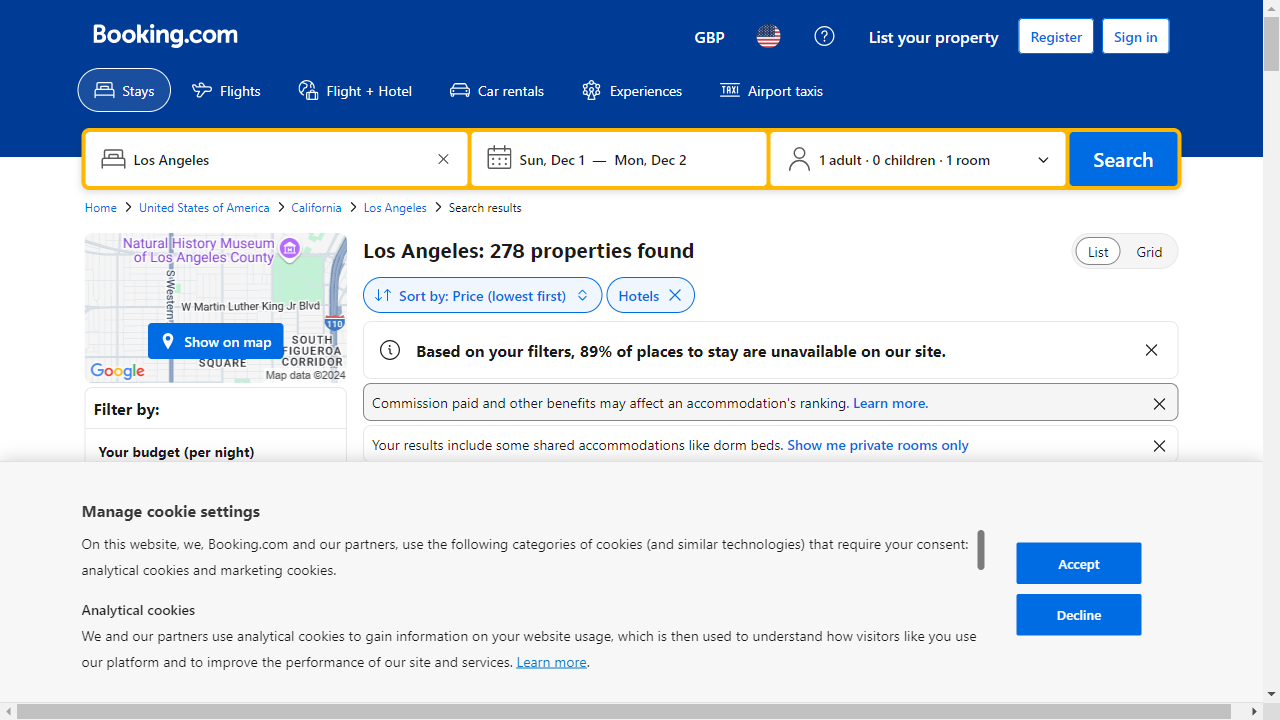 Booking.com
GBP
List your property
Register
Sign in
Stays
Flights
Flight + Hotel
Car rentals
Experiences
Airport taxis
Los Angeles
Sun, Dec 1 — Mon, Dec 2
1 adult · 0 children · 1 room
Search
Home
United States of America
California
Los Angeles
Search results
Natural History Museum
of Los Angeles County
S Western
W Martin Luther King Jr Blvd
110
SOUTH
FIGUEROA
CORRIDOR
SQUARE
Show on map
Google
Map data ©2024
Los Angeles: 278 properties found
List
Grid
Sort by: Price (lowest first)
Hotels
Based on your filters, 89% of places to stay are unavailable on our site.
Commission paid and other benefits may affect an accommodation's ranking. Learn more.
Your results include some shared accommodations like dorm beds. Show me private rooms only
Filter by:
Your budget (per night)
Manage cookie settings
On this website, we, Booking.com and our partners, use the following categories of cookies (and similar technologies) that require your consent:
analytical cookies and marketing cookies.
Analytical cookies
We and our partners use analytical cookies to gain information on your website usage, which is then used to understand how visitors like you use
our platform and to improve the performance of our site and services. Learn more.
Accept
Decline